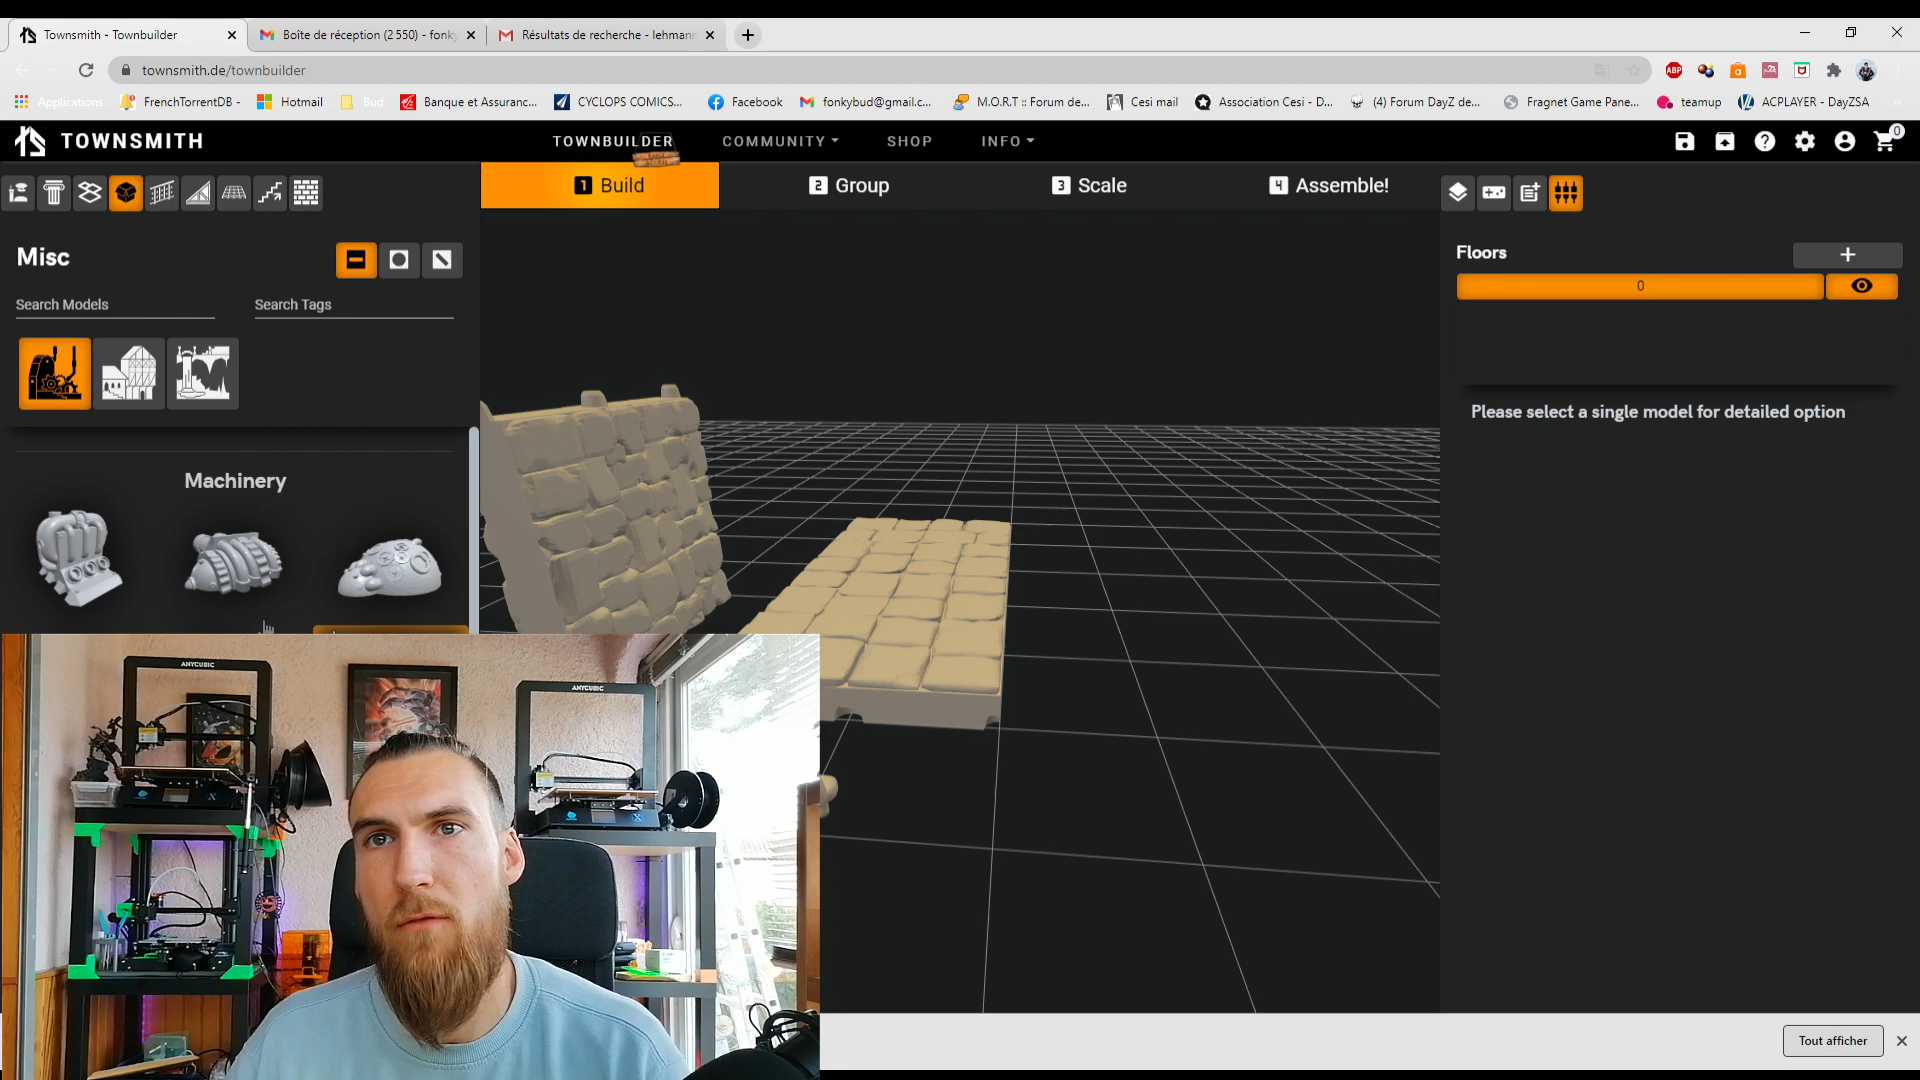 Townsmith - Townbuilder
Boîte de réception (2 550) - fonky
Résultats de recherche - lehmann
townsmith.de/townbuilder
Applications
FrenchTorrentDB -
Hotmail
Bud
Banque et Assuranc...
CYCLOPS COMICS...
Facebook
fonkybud@gmail.c...
M.O.R.T :: Forum de...
Cesi mail
Association Cesi - D...
(4) Forum DayZ de...
Fragnet Game Pane...
teamup
ACPLAYER - DayZSA
ABP
TOWNSMITH
TOWNBUILDER
COMMUNITY
SHOP
INFO
0
1 Build
2 Group
3 Scale
4 Assemble!
Misc
Search Models
Search Tags
Machinery
Floors
0
Please select a single model for detailed option
ANYCUBIC
ANYCUBIC
Tout afficher